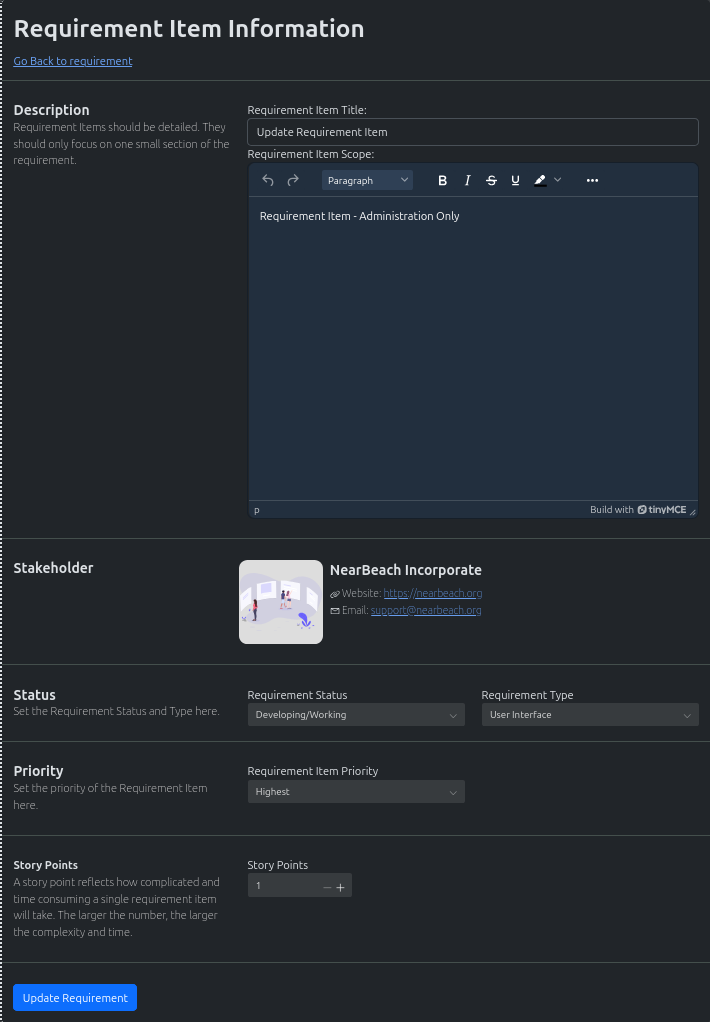 Requirement Item Information
Go Back to requirement
Description
Requirement Items should be detailed. They
should only focus on one small section of the
requirement.
Requirement Item Title:
Update Requirement Item
Requirement Item Scope:
Paragraph
B I S U
Requirement Item - Administration Only
p
Build with tinyMCE
Stakeholder
NearBeach Incorporate
Website: https://nearbeach.org
Email: support@nearbeach.org
Status
Set the Requirement Status and Type here.
Requirement Status
Developing/Working
Requirement Type
User Interface
Priority
Set the priority of the Requirement Item
here.
Requirement Item Priority
Highest
Story Points
A story point reflects how complicated and
time consuming a single requirement item
will take. The larger the number, the larger
the complexity and time.
Story Points
1
Update Requirement